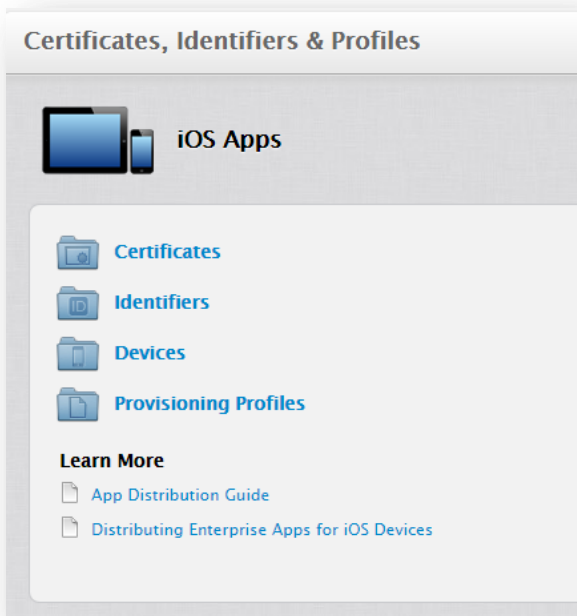 Certificates, Identifiers & Profiles
iOS Apps
Certificates
ID
Identifiers
Devices
Provisioning Profiles
Learn More
App Distribution Guide
Distributing Enterprise Apps for iOS Devices